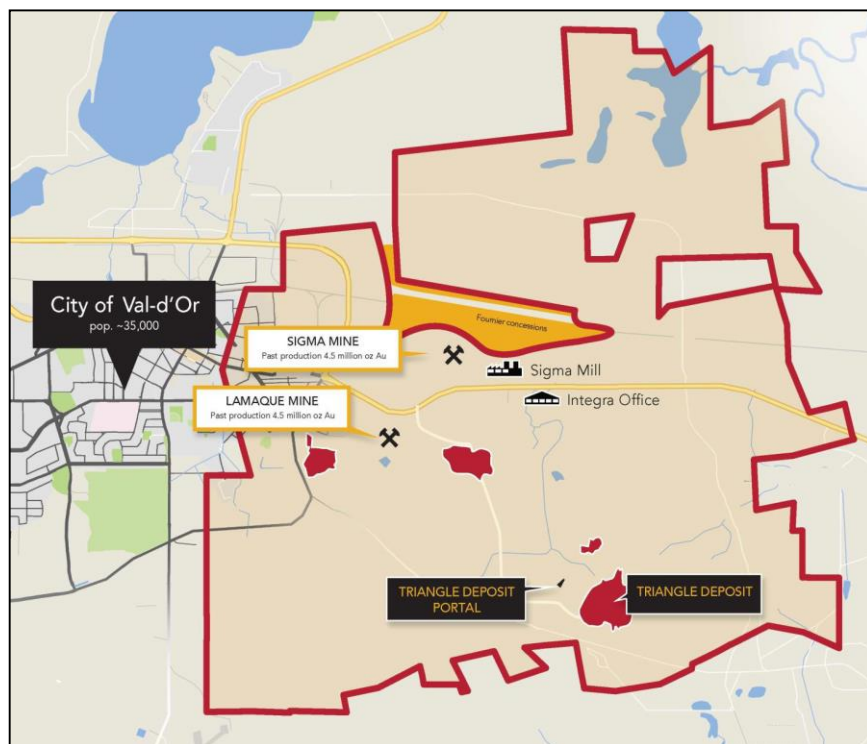 City of Val-d'Or
pop. ~35,000
Fournier concessions
SIGMA MINE
Past production 4.5 million oz Au
Sigma Mill
LAMAQUE MINE
Past production 4.5 million oz Au
Integra Office
TRIANGLE DEPOSIT
PORTAL
TRIANGLE DEPOSIT